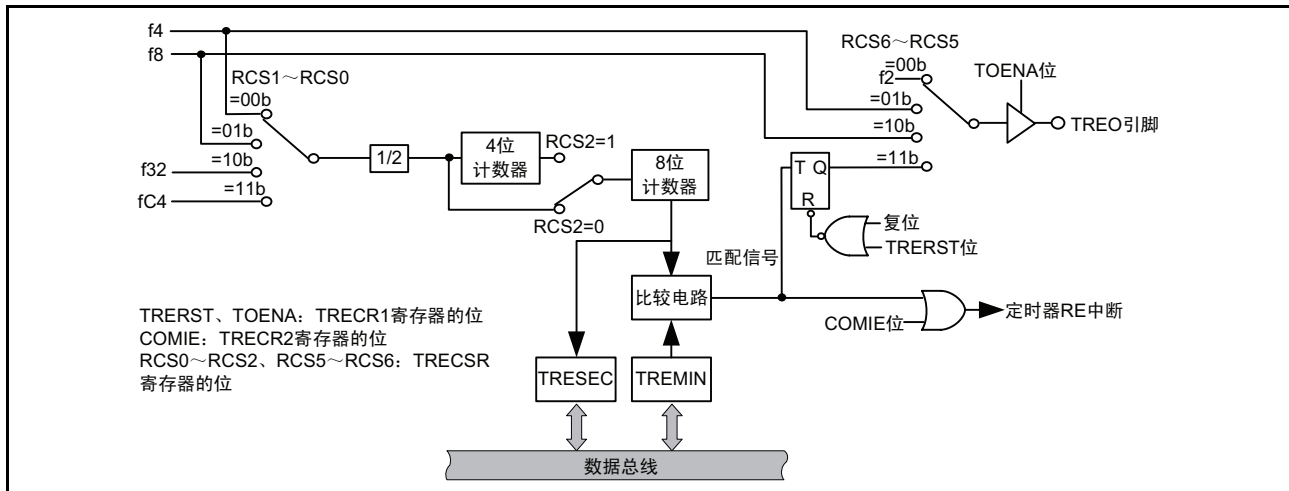 f4
f8
RCS1～RCS0
=00b
=01b
f32
=10b
fC4
=11b
1/2
4位
计数器
RCS2=1
RCS2=0
8位
计数器
RCS6～RCS5
=00b
f2
=01b
=10b
=11b
TOENA位
TREO引脚
T Q
R
复位
TRERST位
匹配信号
比较电路
COMIE位
定时器RE中断
TRERST、TOENA：TRECR1寄存器的位
COMIE：TRECR2寄存器的位
RCS0～RCS2、RCS5～RCS6：TRECSR
寄存器的位
TRESEC
TREMIN
数据总线